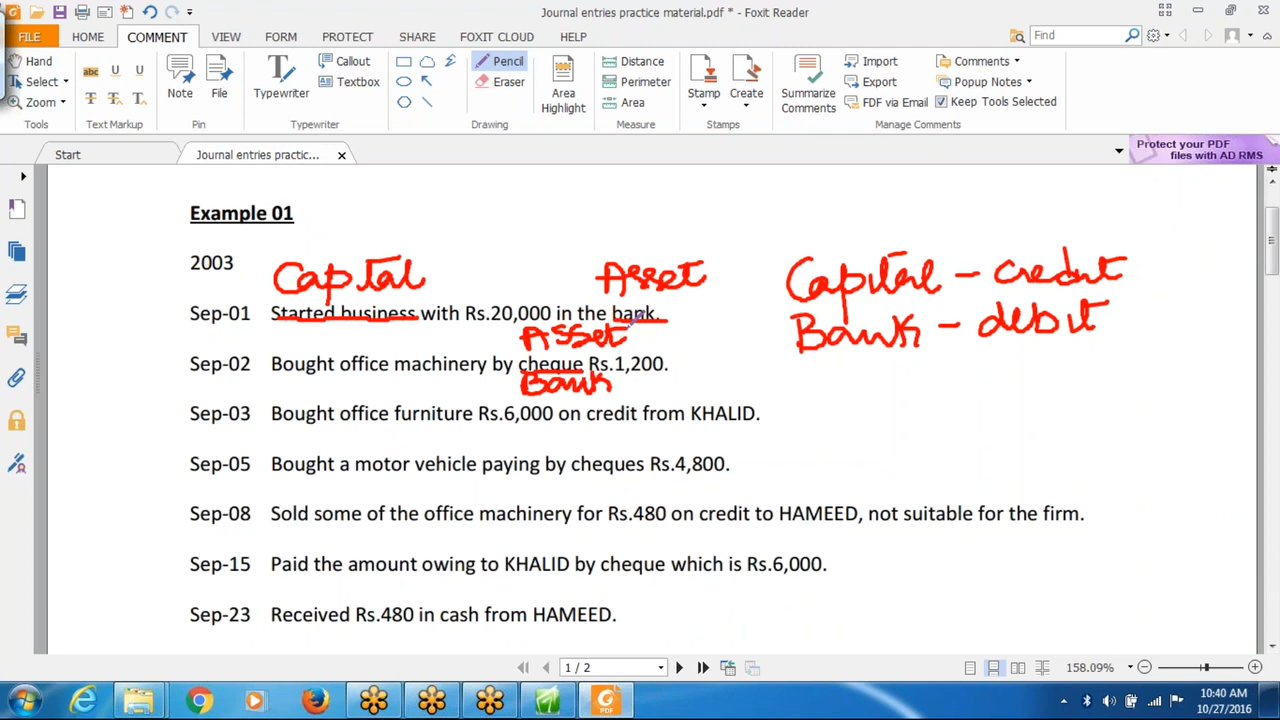 Journal entries practice material.pdf * - Foxit Reader
FILE HOME COMMENT VIEW FORM PROTECT SHARE FOXIT CLOUD HELP Find
Hand Callout Distance Import Comments
Select Textbox Pencil Perimeter Export Popup Notes
Zoom Note File Typewriter Eraser Area Highlight Area Stamp Create Summarize Comments FDF via Email Keep Tools Selected
Tools Text Markup Pin Typewriter Drawing Measure Stamps Manage Comments
Start Journal entries practic... Protect your PDF files with AD RMS
Example 01
2003
Capital Asset Capital - credit
Sep-01 Started business with Rs.20,000 in the bank.
Asset Bank - debit
Sep-02 Bought office machinery by cheque Rs.1,200.
Bank
Sep-03 Bought office furniture Rs.6,000 on credit from KHALID.
Sep-05 Bought a motor vehicle paying by cheques Rs.4,800.
Sep-08 Sold some of the office machinery for Rs.480 on credit to HAMEED, not suitable for the firm.
Sep-15 Paid the amount owing to KHALID by cheque which is Rs.6,000.
Sep-23 Received Rs.480 in cash from HAMEED.
1 / 2 158.09%
10:40 AM
10/27/2016